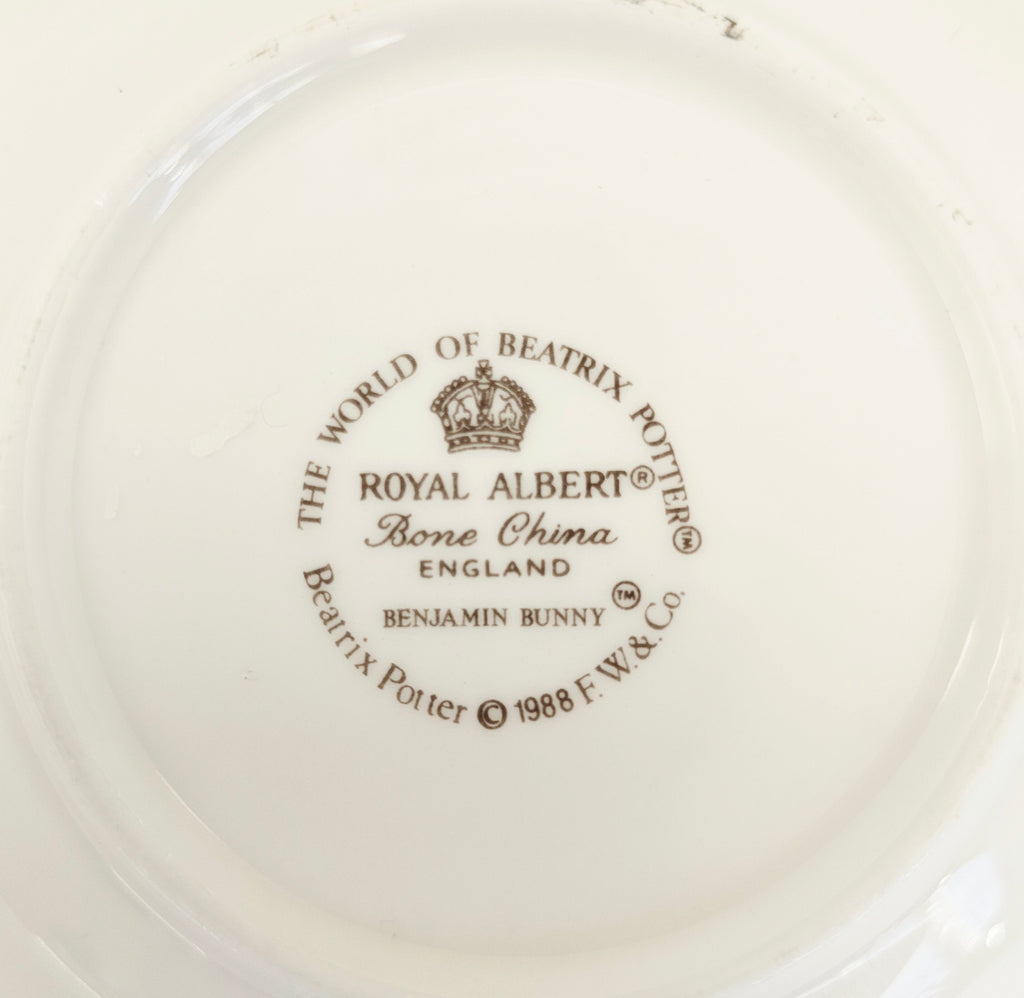 THE WORLD OF BEATRIX POTTER™
ROYAL ALBERT®
Bone China
ENGLAND
BENJAMIN BUNNY™
Beatrix Potter © 1988 F. W. & Co.